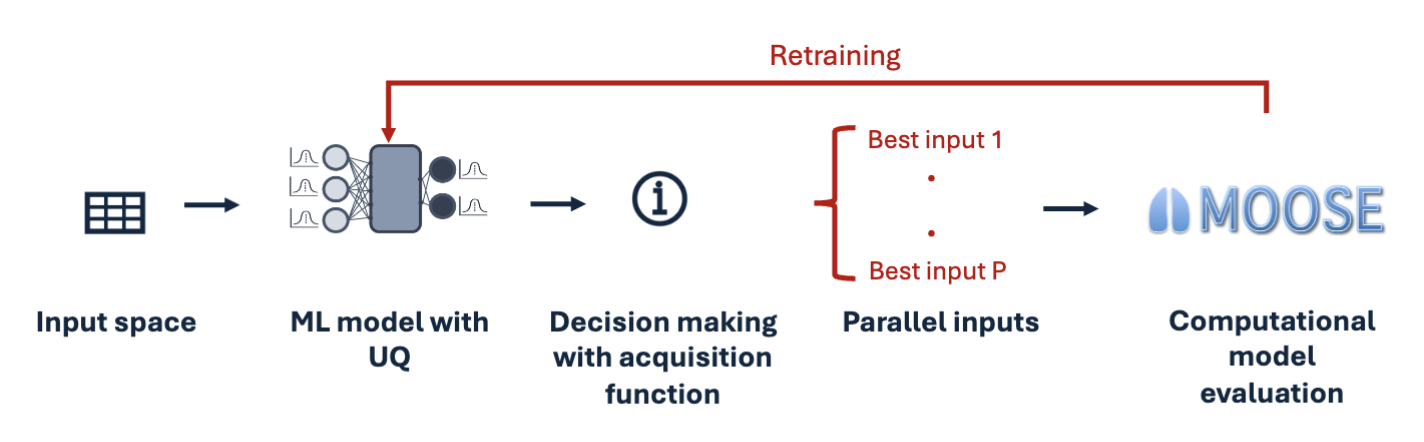 Retraining
Best input 1
Best input P
MOOSE
Input space
ML model with
UQ
Decision making
with acquisition
function
Parallel inputs
Computational
model
evaluation